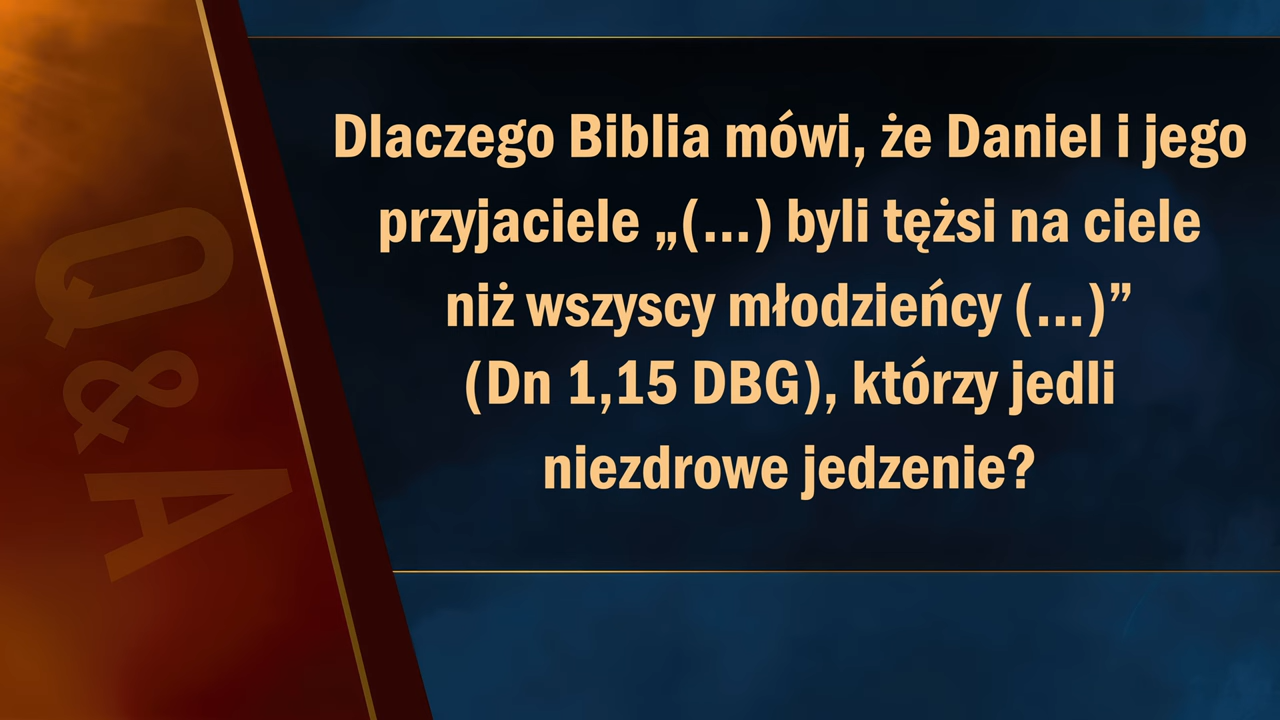 Dlaczego Biblia mówi, że Daniel i jego
przyjaciele „(...) byli tężsi na ciele
niż wszyscy młodzieńcy (...)”
(Dn 1,15 DBG), którzy jedli
niezdrowe jedzenie?
Q&A